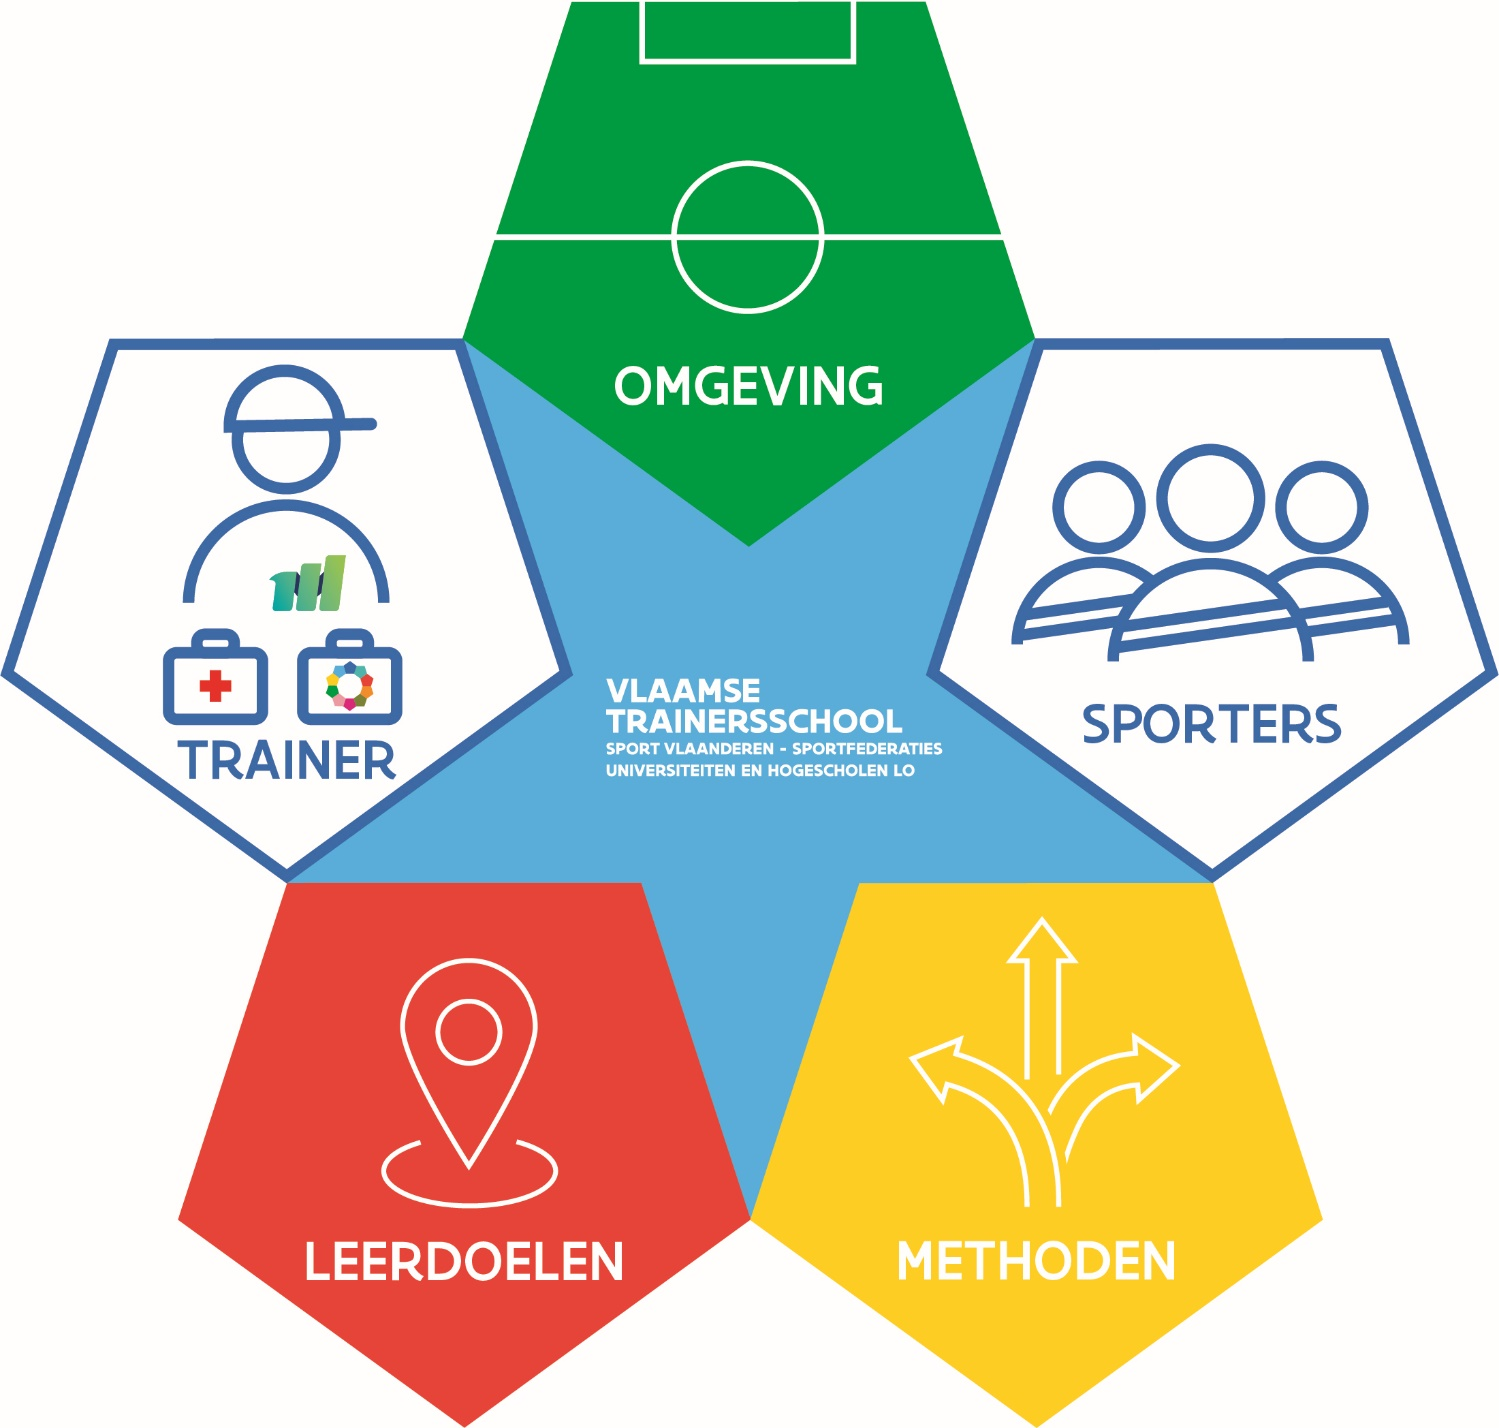 OMGEVING
TRAINER
SPORTERS
VLAAMSE
TRAINERSSCHOOL
SPORT VLAANDEREN - SPORTFEDERATIES
UNIVERSITEITEN EN HOGESCHOLEN LO
LEERDOELEN
METHODEN